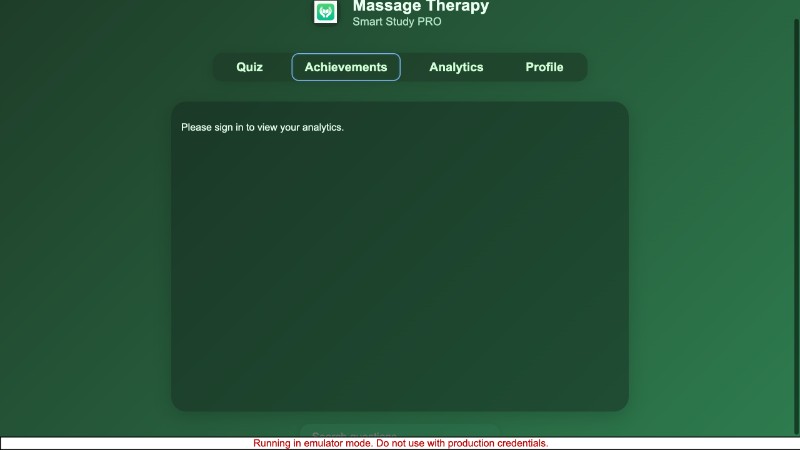 Massage Therapy
Smart Study PRO
Quiz
Achievements
Analytics
Profile
Please sign in to view your analytics.
Running in emulator mode. Do not use with production credentials.